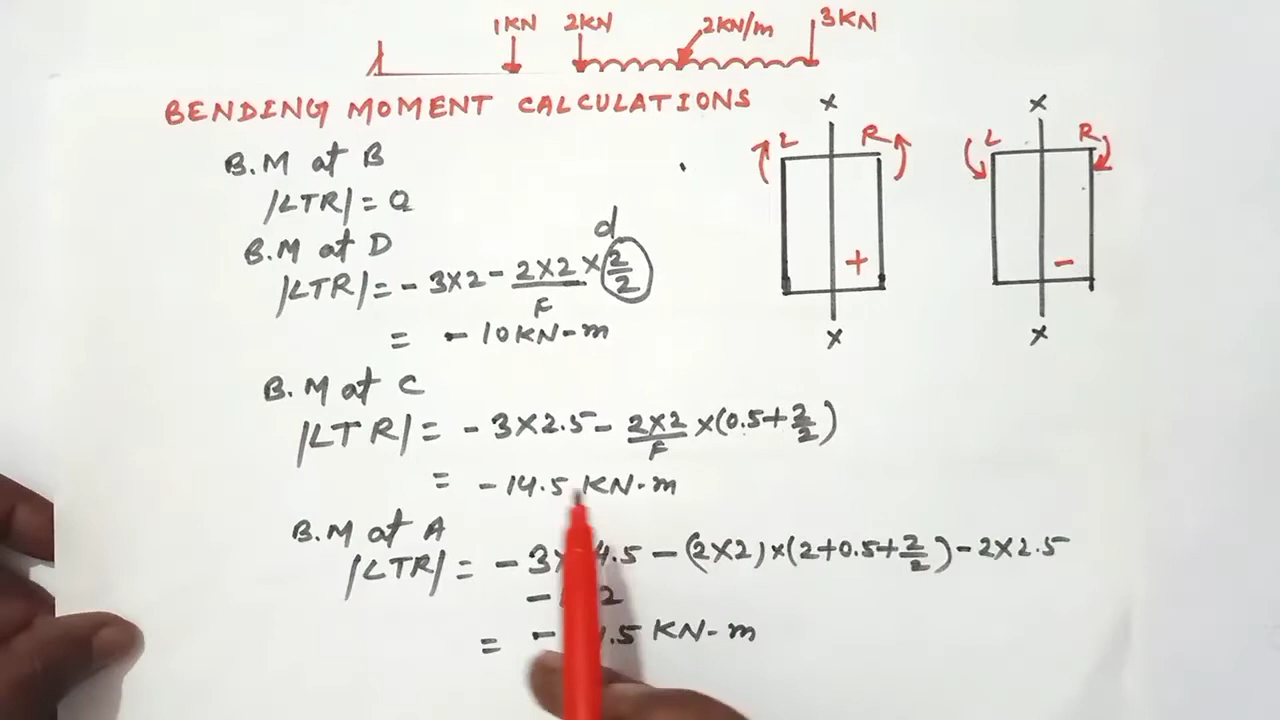 1KN 2KN 2KN/m 3KN
BENDING MOMENT CALCULATIONS
B.M at B
|LTR| = 0
B.M at D
d
|LTR| = - 3×2 - 2×2 × 2/2
F
= - 10KN-m
B.M at C
|LTR| = - 3×2.5 - 2×2 ×(0.5+2/2)
F
= -14.5 KN-m
B.M at A
|LTR| = - 3× 4.5 - (2×2)×(2+0.5+2/2) - 2×2.5
- 2
= - .5 KN-m
X X
L R L R
+ -
X X